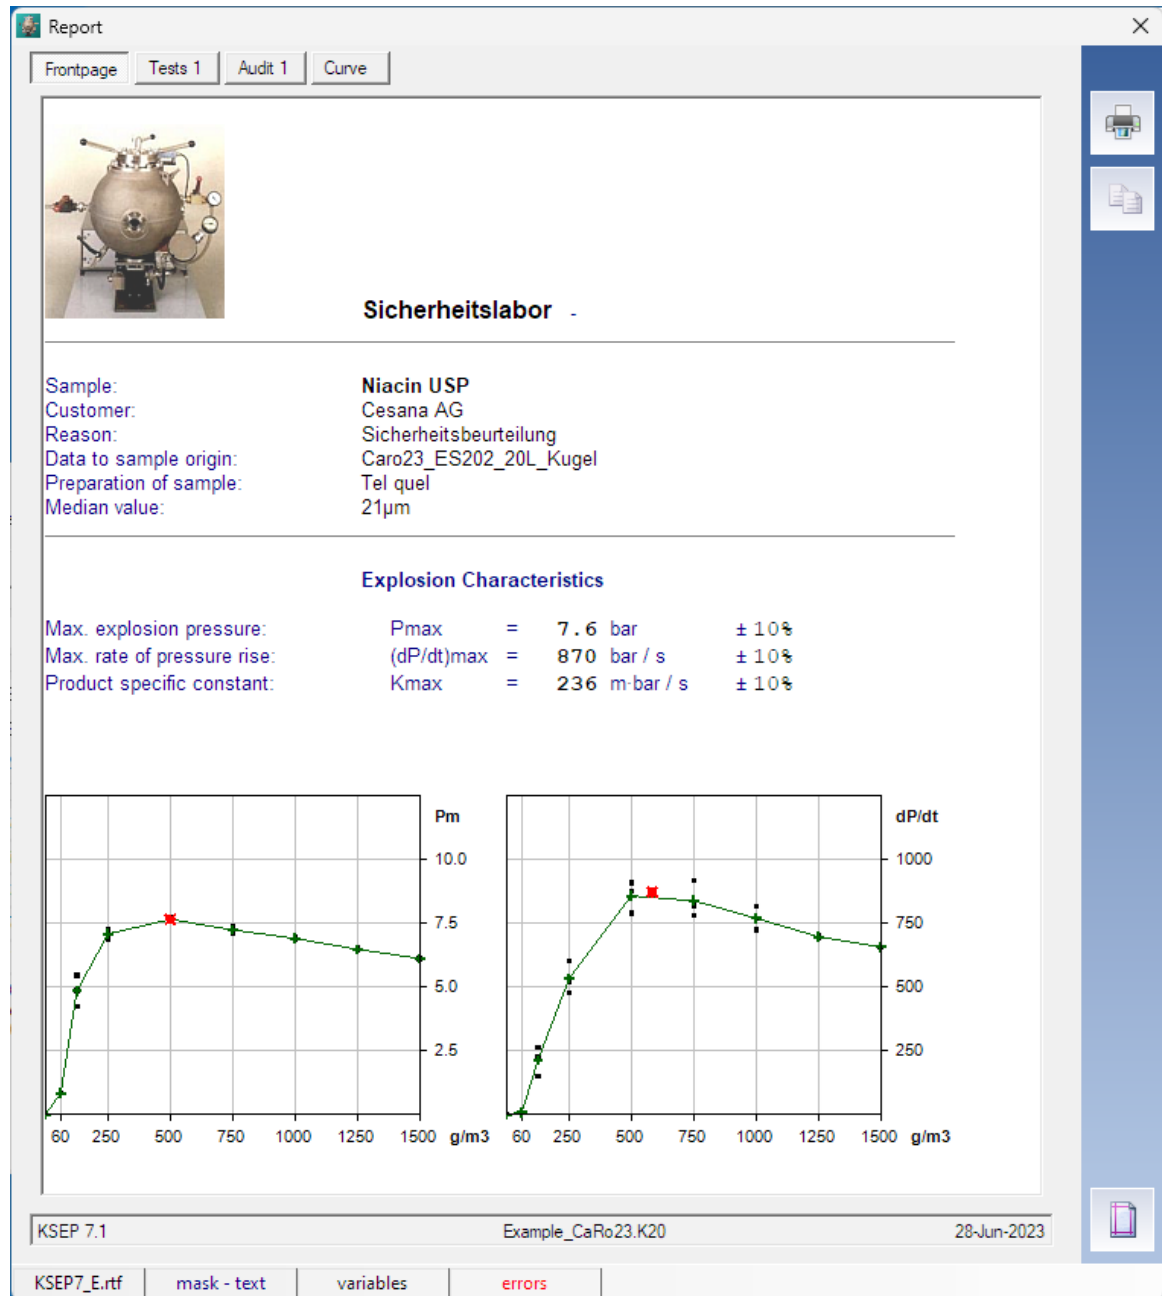 Report
Frontpage Tests 1 Audit 1 Curve
Sicherheitslabor -
Sample: Niacin USP
Customer: Cesana AG
Reason: Sicherheitsbeurteilung
Data to sample origin: Caro23_ES202_20L_Kugel
Preparation of sample: Tel quel
Median value: 21µm
Explosion Characteristics
Max. explosion pressure: Pmax = 7.6 bar ± 10%
Max. rate of pressure rise: (dP/dt)max = 870 bar / s ± 10%
Product specific constant: Kmax = 236 m·bar / s ± 10%
Pm
10.0
7.5
5.0
2.5
60 250 500 750 1000 1250 1500 g/m3
dP/dt
1000
750
500
250
60 250 500 750 1000 1250 1500 g/m3
KSEP 7.1 Example_CaRo23.K20 28-Jun-2023
KSEP7_E.rtf mask - text variables errors